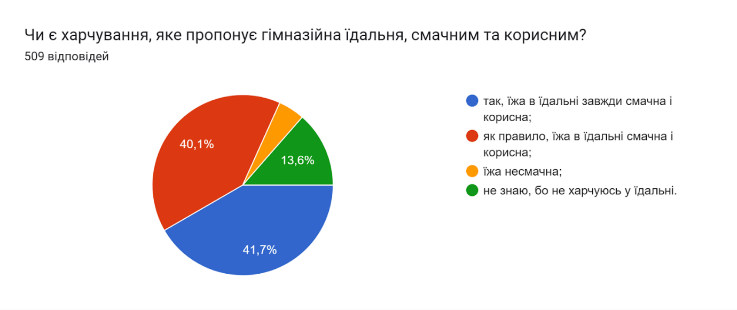 Чи є харчування, яке пропонує гімназійна їдальня, смачним та корисним?
509 відповідей
40,1%
13,6%
41,7%
так, їжа в їдальні завжди смачна і
корисна;
як правило, їжа в їдальні смачна і
корисна;
їжа несмачна;
не знаю, бо не харчуюсь у їдальні.